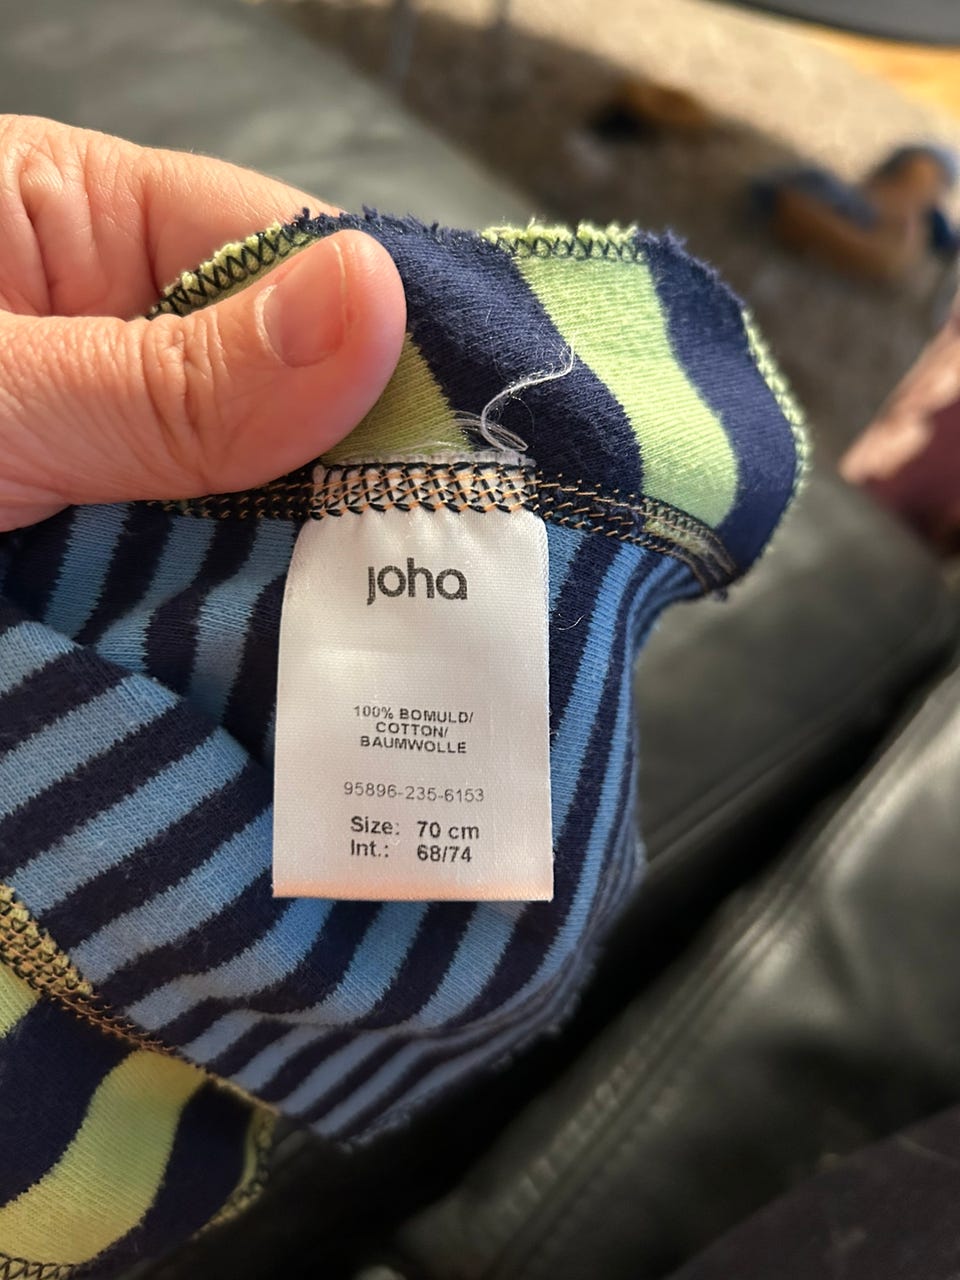 joha
100% BOMULD/
COTTON/
BAUMWOLLE
95896-235-6153
Size: 70 cm
Int.: 68/74